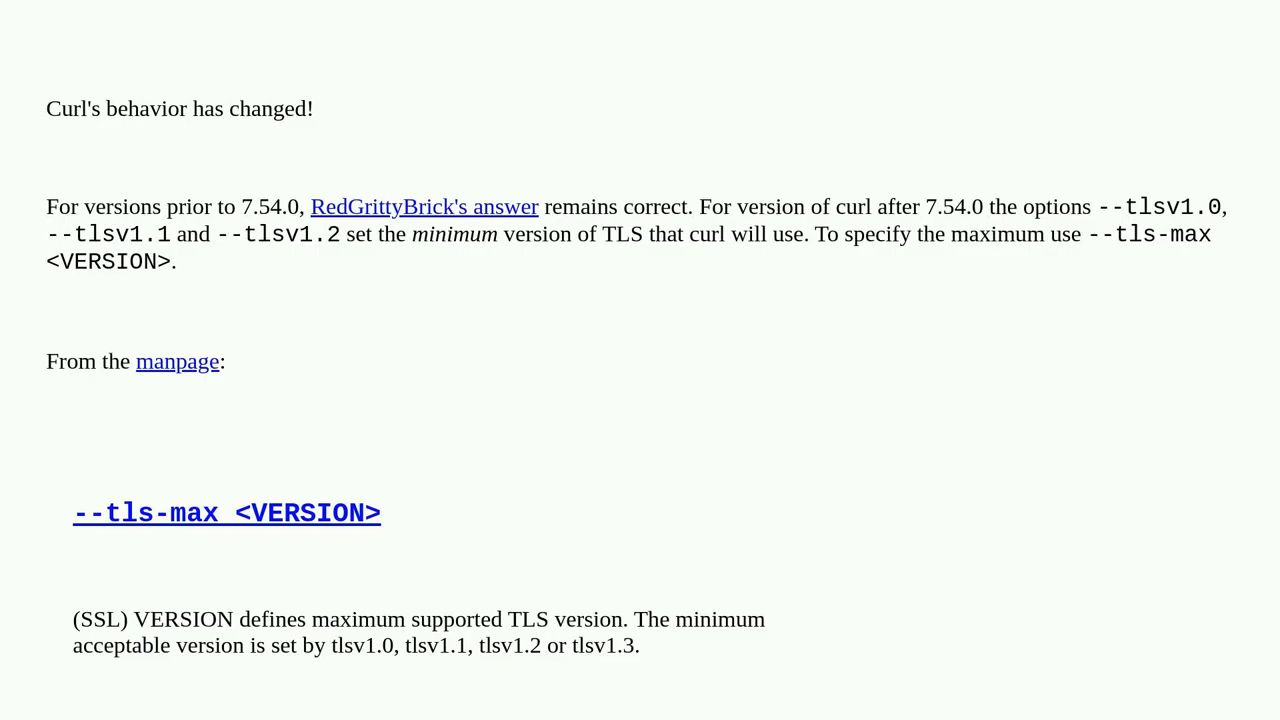 Curl's behavior has changed!
For versions prior to 7.54.0, RedGrittyBrick's answer remains correct. For version of curl after 7.54.0 the options --tlsv1.0,
--tlsv1.1 and --tlsv1.2 set the minimum version of TLS that curl will use. To specify the maximum use --tls-max
<VERSION>.
From the manpage:
--tls-max <VERSION>
(SSL) VERSION defines maximum supported TLS version. The minimum
acceptable version is set by tlsv1.0, tlsv1.1, tlsv1.2 or tlsv1.3.